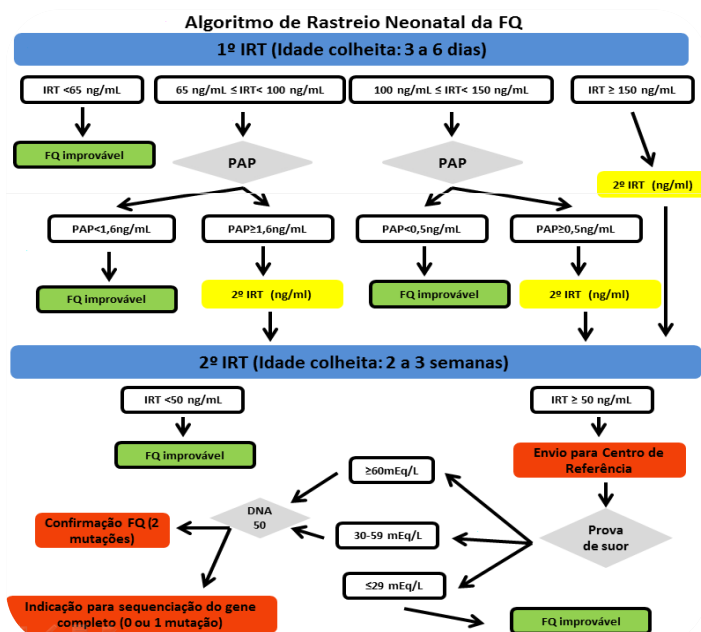 Algoritmo de Rastreio Neonatal da FQ
1º IRT (Idade colheita: 3 a 6 dias)
IRT <65 ng/mL
65 ng/mL ≤ IRT< 100 ng/mL
100 ng/mL ≤ IRT< 150 ng/mL
IRT ≥ 150 ng/mL
FQ improvável
PAP
PAP
2º IRT (ng/ml)
PAP<1,6ng/mL
PAP≥1,6ng/mL
PAP<0,5ng/mL
PAP≥0,5ng/mL
FQ improvável
2º IRT (ng/ml)
FQ improvável
2º IRT (ng/ml)
2º IRT (Idade colheita: 2 a 3 semanas)
IRT <50 ng/mL
IRT ≥ 50 ng/mL
FQ improvável
Envio para Centro de
Referência
≥60mEq/L
DNA
50
Confirmação FQ (2
mutações)
30-59 mEq/L
Prova
de suor
≤29 mEq/L
Indicação para sequenciação do gene
completo (0 ou 1 mutação)
FQ improvável